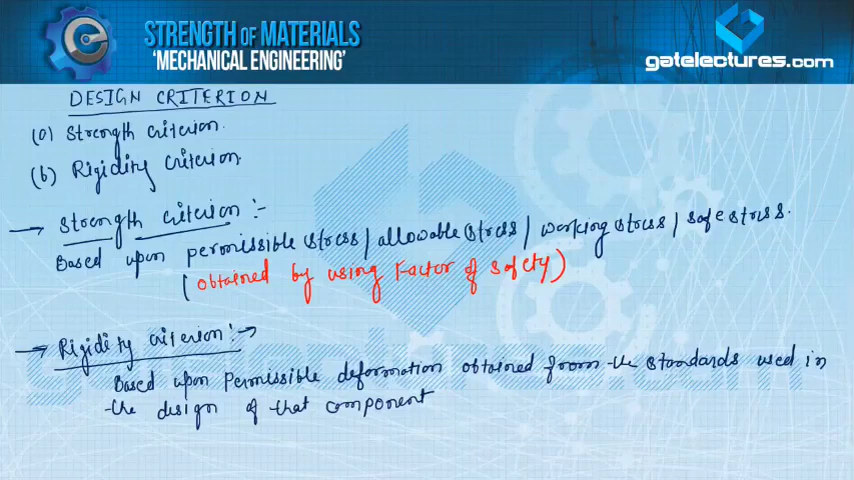 STRENGTH OF MATERIALS
'MECHANICAL ENGINEERING'
gatelectures.com
DESIGN CRITERION
(a) Strength criterion.
(b) Rigidity criterion
→ Strength criterion :-
Based upon permissible stress / allowable stress / working stress / safe stress.
(obtained by using Factor of safety)
→ Rigidity criterion :→
Based upon Permissible deformation obtained from the standards used in
the design of that component
gatelectures.com